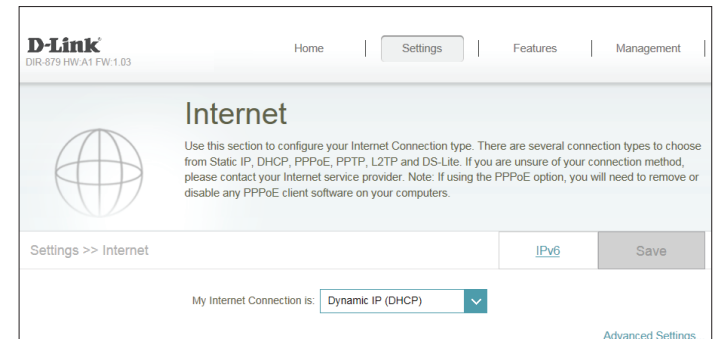 D-Link
DIR-879 HW:A1 FW:1.03
Home
Settings
Features
Management
Internet
Use this section to configure your Internet Connection type. There are several connection types to choose
from Static IP, DHCP, PPPoE, PPTP, L2TP and DS-Lite. If you are unsure of your connection method,
please contact your Internet service provider. Note: If using the PPPoE option, you will need to remove or
disable any PPPoE client software on your computers.
Settings >> Internet
IPv6
Save
My Internet Connection is:
Dynamic IP (DHCP)
Advanced Settings